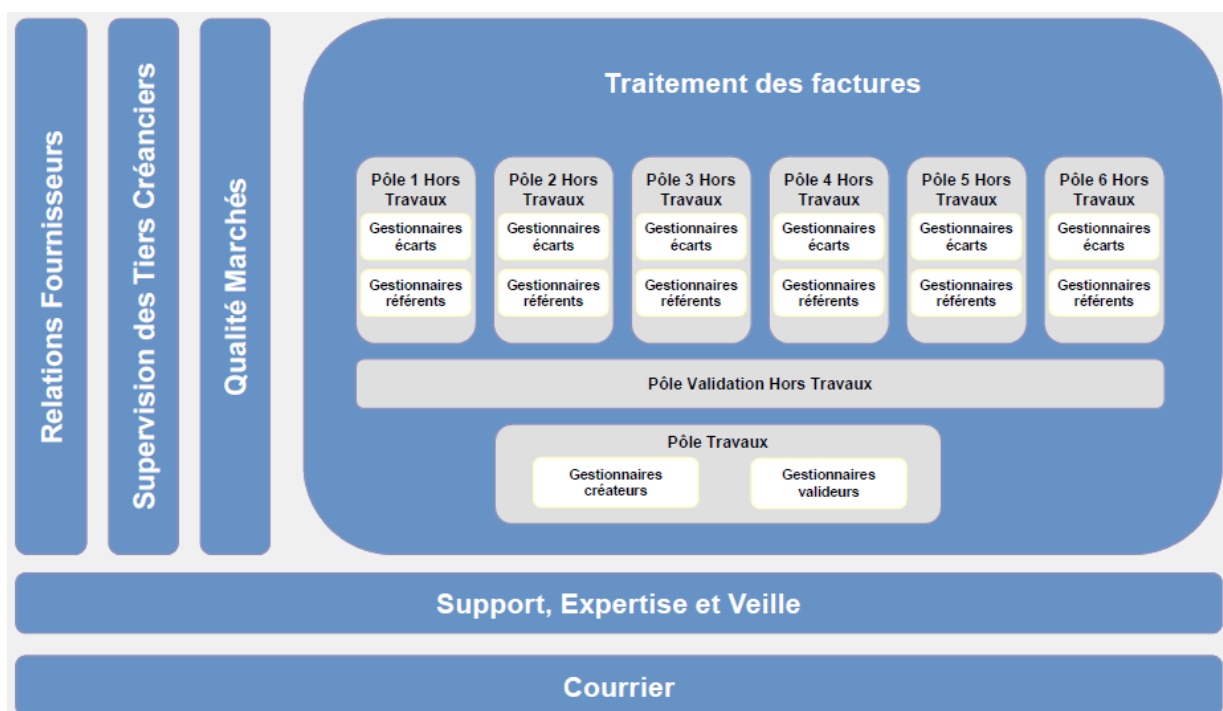 Relations Fournisseurs
Supervision des Tiers Créanciers
Qualité Marchés
Traitement des factures
Pôle 1 Hors
Travaux
Gestionnaires
écarts
Gestionnaires
référents
Pôle 2 Hors
Travaux
Gestionnaires
écarts
Gestionnaires
référents
Pôle 3 Hors
Travaux
Gestionnaires
écarts
Gestionnaires
référents
Pôle 4 Hors
Travaux
Gestionnaires
écarts
Gestionnaires
référents
Pôle 5 Hors
Travaux
Gestionnaires
écarts
Gestionnaires
référents
Pôle 6 Hors
Travaux
Gestionnaires
écarts
Gestionnaires
référents
Pôle Validation Hors Travaux
Pôle Travaux
Gestionnaires
créateurs
Gestionnaires
valideurs
Support, Expertise et Veille
Courrier